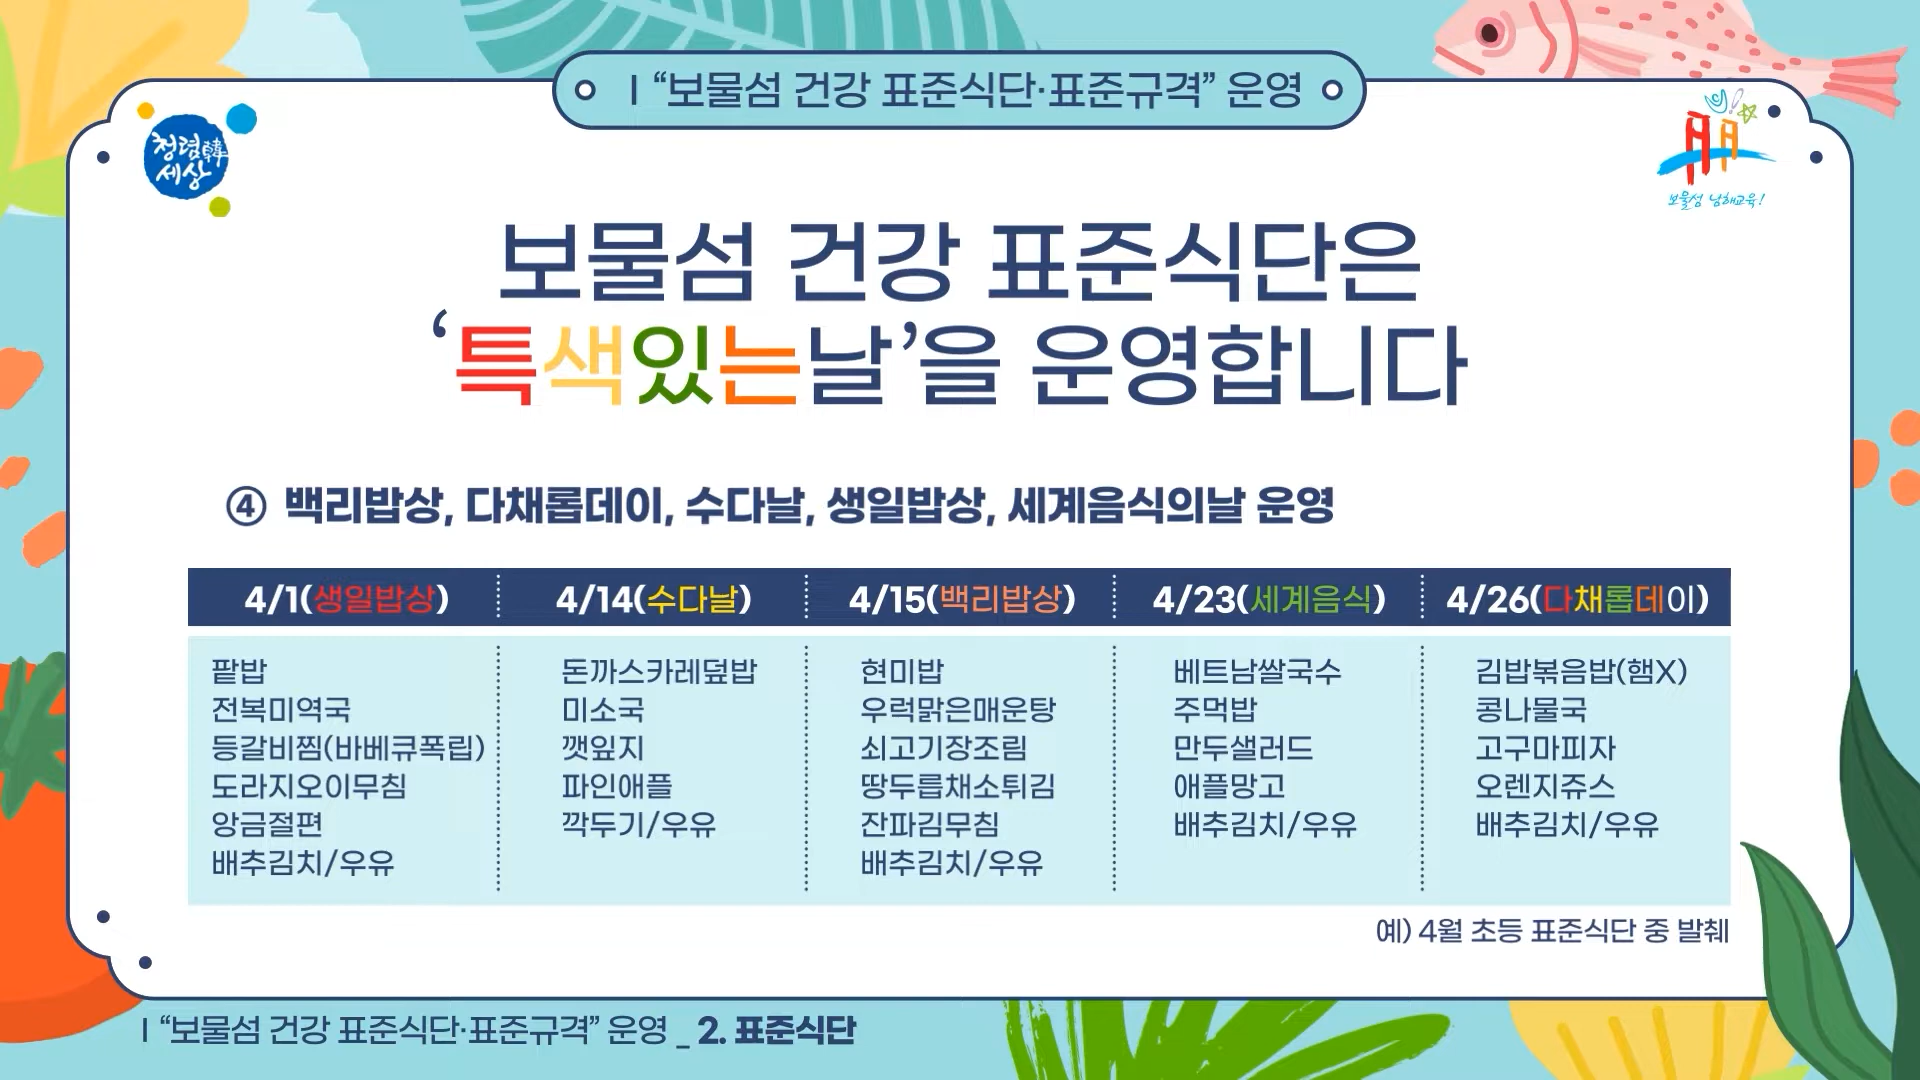 Ⅰ “보물섬 건강 표준식단·표준규격” 운영
청렴韓
세상
보물섬 남해교육!
보물섬 건강 표준식단은
‘특색있는날’을 운영합니다
④ 백리밥상, 다채롭데이, 수다날, 생일밥상, 세계음식의날 운영
4/1(생일밥상)
팥밥
전복미역국
등갈비찜(바베큐폭립)
도라지오이무침
앙금절편
배추김치/우유
4/14(수다날)
돈까스카레덮밥
미소국
깻잎지
파인애플
깍두기/우유
4/15(백리밥상)
현미밥
우럭맑은매운탕
쇠고기장조림
땅두릅채소튀김
잔파김무침
배추김치/우유
4/23(세계음식)
베트남쌀국수
주먹밥
만두샐러드
애플망고
배추김치/우유
4/26(다채롭데이)
김밥볶음밥(햄X)
콩나물국
고구마피자
오렌지쥬스
배추김치/우유
예) 4월 초등 표준식단 중 발췌
Ⅰ “보물섬 건강 표준식단·표준규격” 운영 _ 2. 표준식단